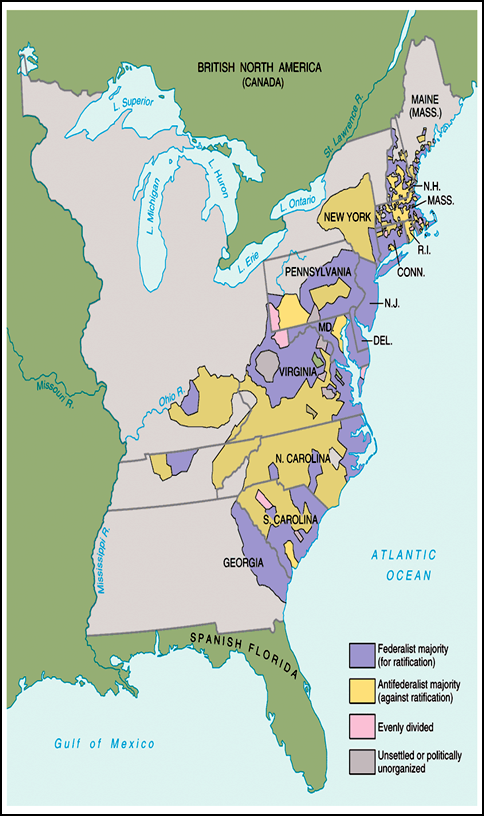 BRITISH NORTH AMERICA
(CANADA)
L. Superior
St. Lawrence R.
MAINE
(MASS.)
L. Michigan
L. Huron
L. Ontario
N.H.
MASS.
NEW YORK
R.I.
L. Erie
CONN.
PENNSYLVANIA
N.J.
MD.
DEL.
VIRGINIA
Missouri R.
Ohio R.
N. CAROLINA
S. CAROLINA
Mississippi R.
GEORGIA
ATLANTIC
OCEAN
SPANISH FLORIDA
Gulf of Mexico
Federalist majority
(for ratification)
Antifederalist majority
(against ratification)
Evenly divided
Unsettled or politically
unorganized